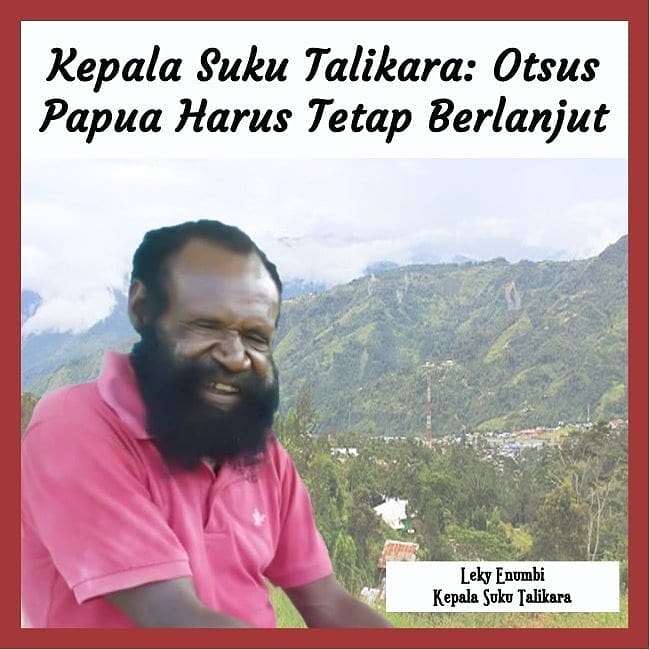 Kepala Suku Talikara: Otsus
Papua Harus Tetap Berlanjut
Leky Enumbi
Kepala Suku Talikara